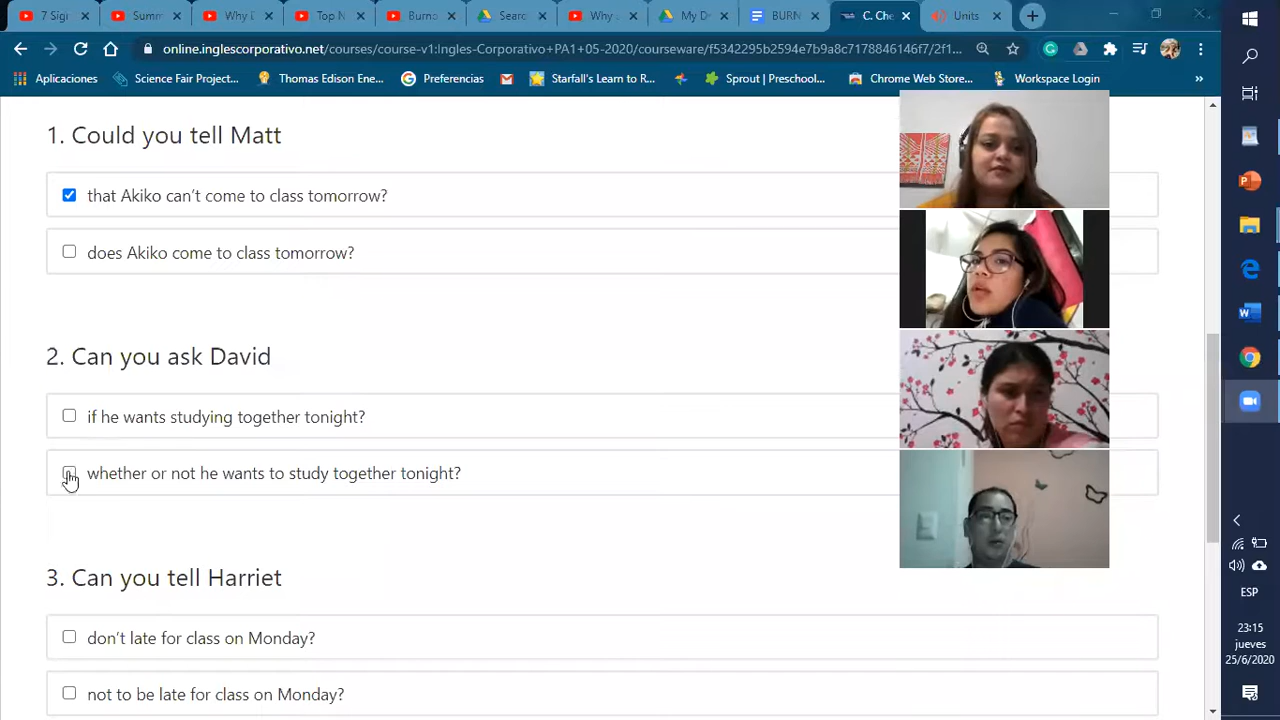 7 Sign
Summ
Why D
Top N
Burno
Searc
Why c
My D
BURN
C. Che
Units
online.inglescorporativo.net/courses/course-v1:Ingles-Corporativo+PA1+05-2020/courseware/f5342295b2594e7b9a8c7178846146f7/2f1...
Aplicaciones
Science Fair Project...
Thomas Edison Ene...
Preferencias
Starfall's Learn to R...
Sprout | Preschool...
Chrome Web Store...
Workspace Login
»
1. Could you tell Matt
that Akiko can't come to class tomorrow?
does Akiko come to class tomorrow?
2. Can you ask David
if he wants studying together tonight?
whether or not he wants to study together tonight?
3. Can you tell Harriet
don't late for class on Monday?
not to be late for class on Monday?
ESP
23:15
jueves
25/6/2020